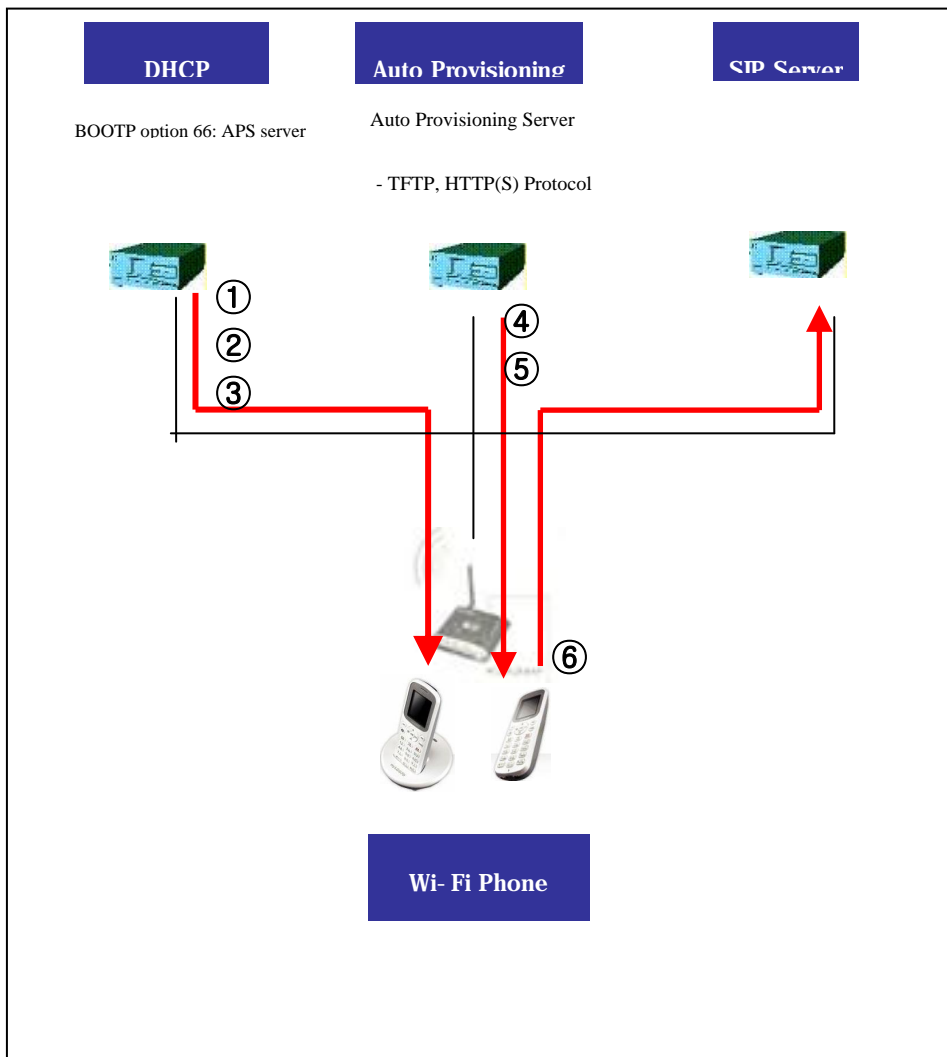 DHCP
Auto Provisioning
SIP Server
BOOTP option 66: APS server
Auto Provisioning Server
- TFTP, HTTP(S) Protocol
①
②
③
④
⑤
⑥
Wi- Fi Phone